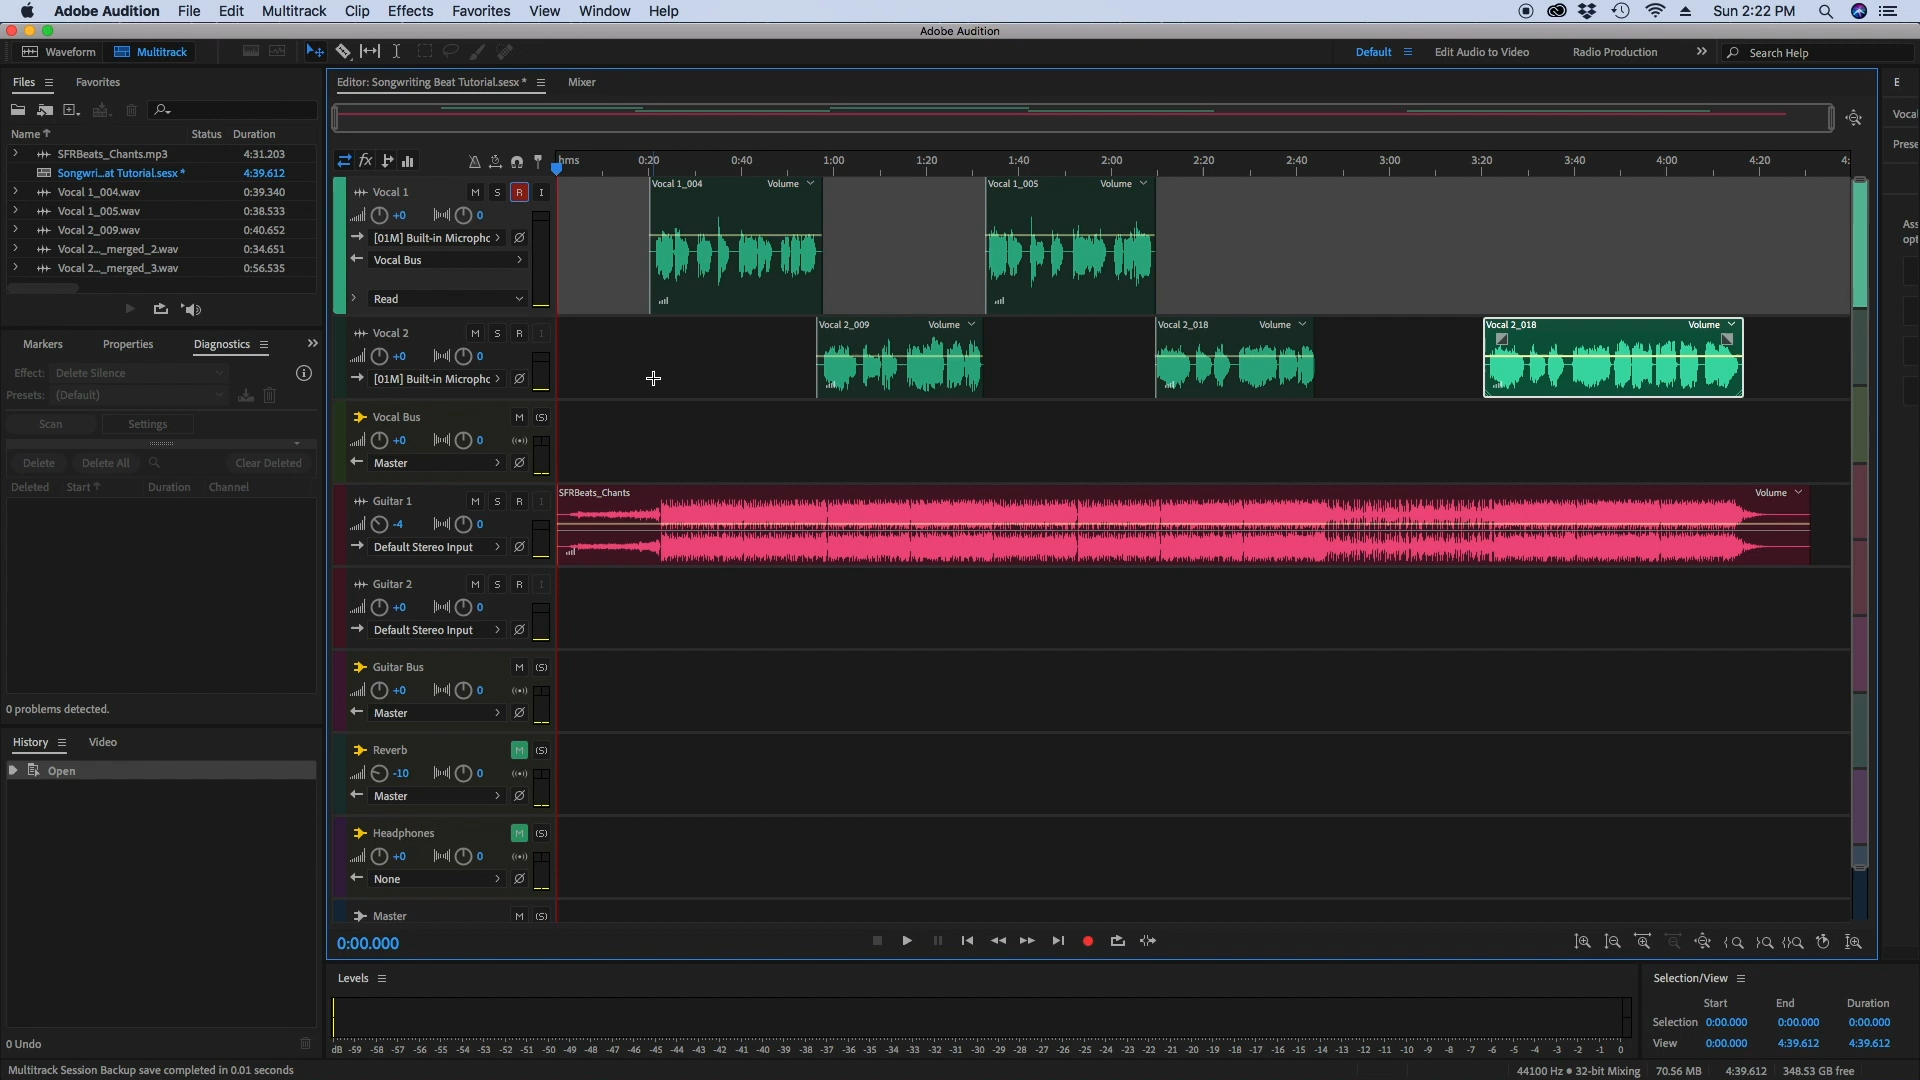 Adobe Audition File Edit Multitrack Clip Effects Favorites View Window Help Sun 2:22 PM
Adobe Audition
Waveform Multitrack Default Edit Audio to Video Radio Production Search Help
Files Favorites
Name Status Duration
SFRBeats_Chants.mp3 4:31.203
Songwri...at Tutorial.sesx * 4:39.612
Vocal 1_004.wav 0:39.340
Vocal 1_005.wav 0:38.533
Vocal 2_009.wav 0:40.652
Vocal 2..._merged_2.wav 0:34.651
Vocal 2..._merged_3.wav 0:56.535
Markers Properties Diagnostics
Effect: Delete Silence
Presets: (Default)
Scan Settings
Delete Delete All Clear Deleted
Deleted Start Duration Channel
0 problems detected.
History Video
Open
0 Undo
Editor: Songwriting Beat Tutorial.sesx * Mixer
hms 0:20 0:40 1:00 1:20 1:40 2:00 2:20 2:40 3:00 3:20 3:40 4:00 4:20 4:
Vocal 1 M S R I
+0 0
[01M] Built-in Microphc
Vocal Bus
Read
Vocal 1_004 Volume Vocal 1_005 Volume
Vocal 2 M S R I
+0 0
[01M] Built-in Microphc
Vocal 2_009 Volume Vocal 2_018 Volume Vocal 2_018 Volume
Vocal Bus M (S)
+0 0
Master
Guitar 1 M S R I
-4 0
Default Stereo Input
SFRBeats_Chants Volume
Guitar 2 M S R I
+0 0
Default Stereo Input
Guitar Bus M (S)
+0 0
Master
Reverb M (S)
-10 0
Master
Headphones M (S)
+0 0
None
Master M (S)
0:00.000
Levels
dB -59 -58 -57 -56 -55 -54 -53 -52 -51 -50 -49 -48 -47 -46 -45 -44 -43 -42 -41 -40 -39 -38 -37 -36 -35 -34 -33 -32 -31 -30 -29 -28 -27 -26 -25 -24 -23 -22 -21 -20 -19 -18 -17 -16 -15 -14 -13 -12 -11 -10 -9 -8 -7 -6 -5 -4 -3 -2 -1 0
Selection/View
Start End Duration
Selection 0:00.000 0:00.000 0:00.000
View 0:00.000 4:39.612 4:39.612
E
Vocal
Prese
Ass
opt
Multitrack Session Backup save completed in 0.01 seconds
44100 Hz ● 32-bit Mixing 70.56 MB 4:39.612 348.53 GB free